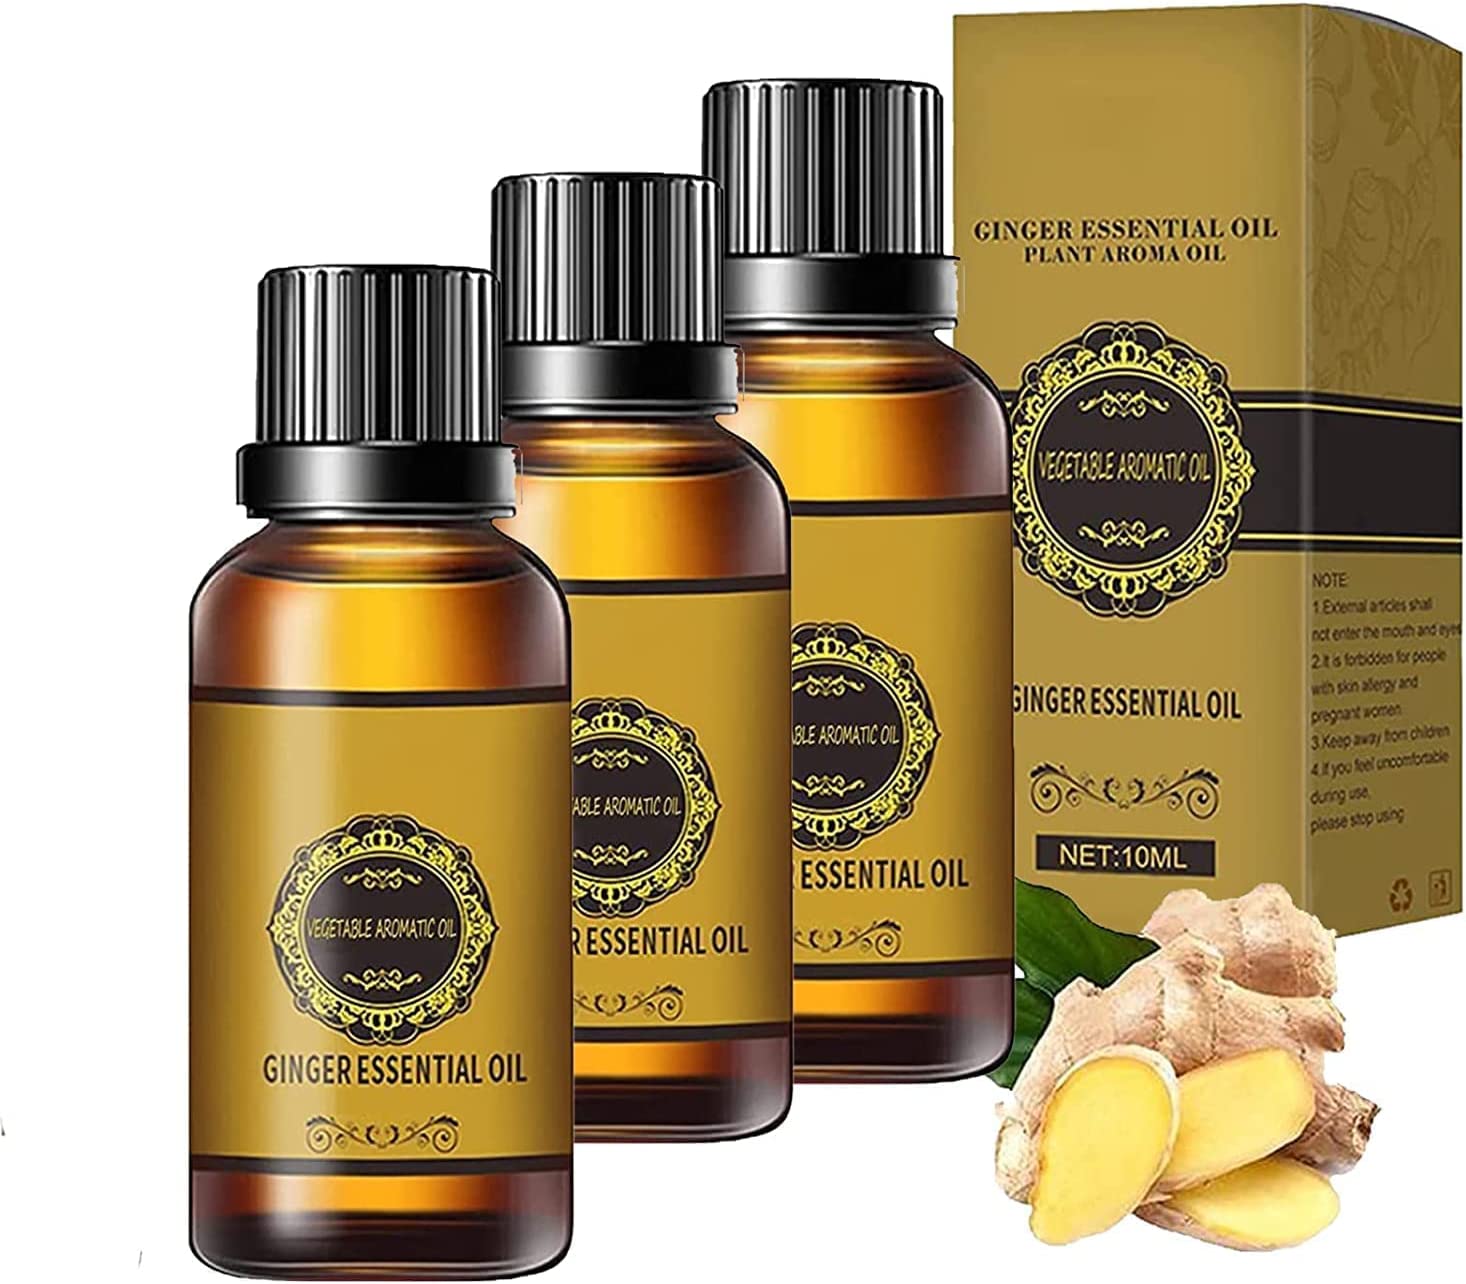 GINGER ESSENTIAL OIL
PLANT AROMA OIL
VEGETABLE AROMATIC OIL
GINGER ESSENTIAL OIL
NET:10ML
NOTE:
1.External articles shall
not enter the mouth and eyes
2.It is forbidden for people
with skin allergy and
pregnant women
3.Keep away from children
4.If you feel uncomfortable
during use,
please stop using
ABLE AROMATIC OIL
R ESSENTIAL OIL
TABLE AROMATIC OIL
R ESSENTIAL OIL
VEGETABLE AROMATIC OIL
GINGER ESSENTIAL OIL